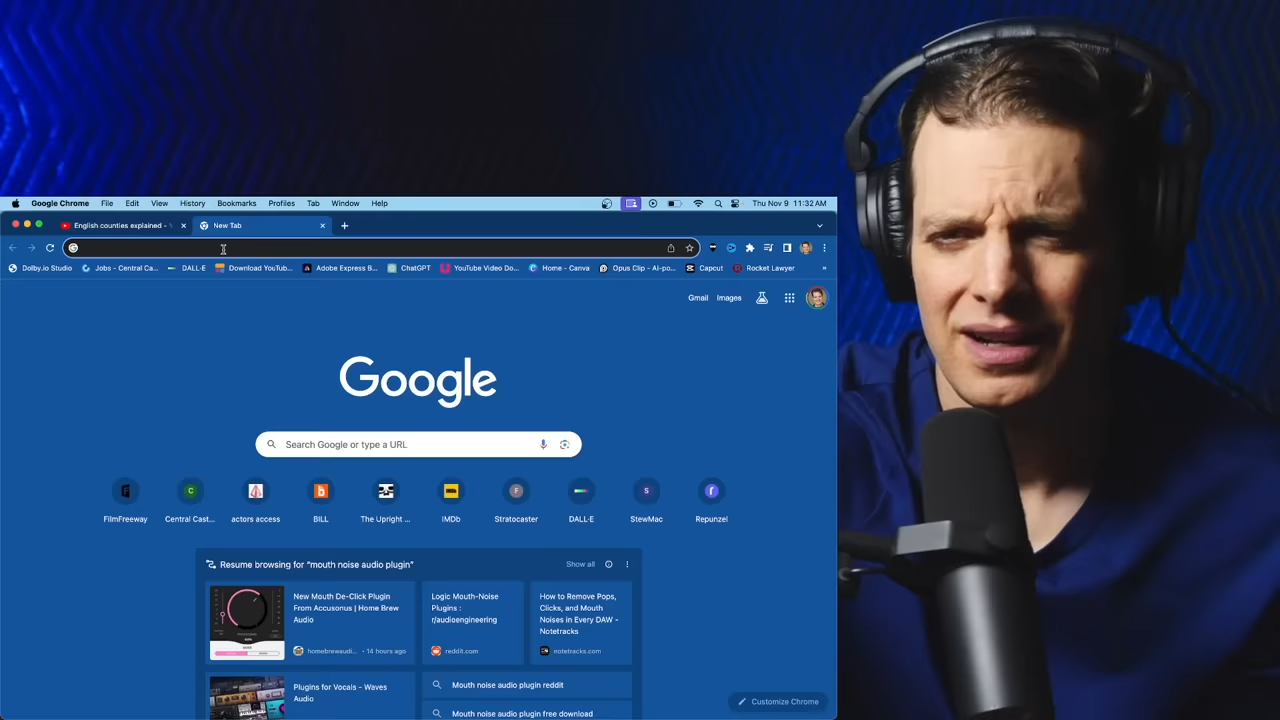 Google Chrome File Edit View History Bookmarks Profiles Tab Window Help Thu Nov 9 11:32 AM
English counties explained - New Tab
Dolby.io Studio Jobs - Central Ca... DALL·E Download YouTub... Adobe Express B... ChatGPT YouTube Video Do... Home - Canva Opus Clip - AI-po... Capcut Rocket Lawyer »
Gmail Images
Google
Search Google or type a URL
FilmFreeway Central Cast... actors access BILL The Upright ... IMDb Stratocaster DALL·E StewMac Repunzel
Resume browsing for "mouth noise audio plugin" Show all
New Mouth De-Click Plugin
From Accusonus | Home Brew
Audio
homebrewaudi... • 14 hours ago
Logic Mouth-Noise
Plugins :
r/audioengineering
reddit.com
How to Remove Pops,
Clicks, and Mouth
Noises in Every DAW -
Notetracks
notetracks.com
Plugins for Vocals - Waves
Audio
Mouth noise audio plugin reddit
Mouth noise audio plugin free download
Customize Chrome